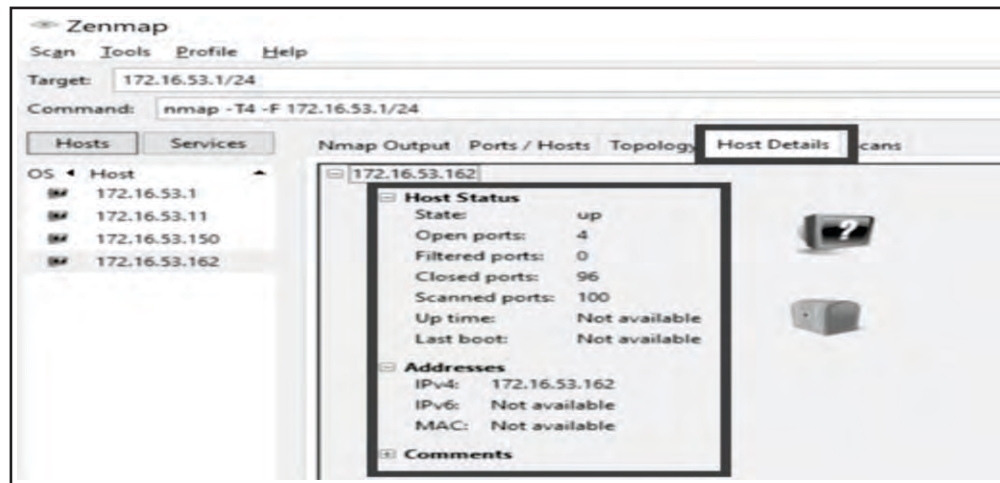 Zenmap
Scan Tools Profile Help
Target: 172.16.53.1/24
Command: nmap -T4 -F 172.16.53.1/24
Hosts Services
OS Host
172.16.53.1
172.16.53.11
172.16.53.150
172.16.53.162
Nmap Output Ports / Hosts Topology Host Details cans
172.16.53.162
Host Status
State: up
Open ports: 4
Filtered ports: 0
Closed ports: 96
Scanned ports: 100
Up time: Not available
Last boot: Not available
Addresses
IPv4: 172.16.53.162
IPv6: Not available
MAC: Not available
Comments
?